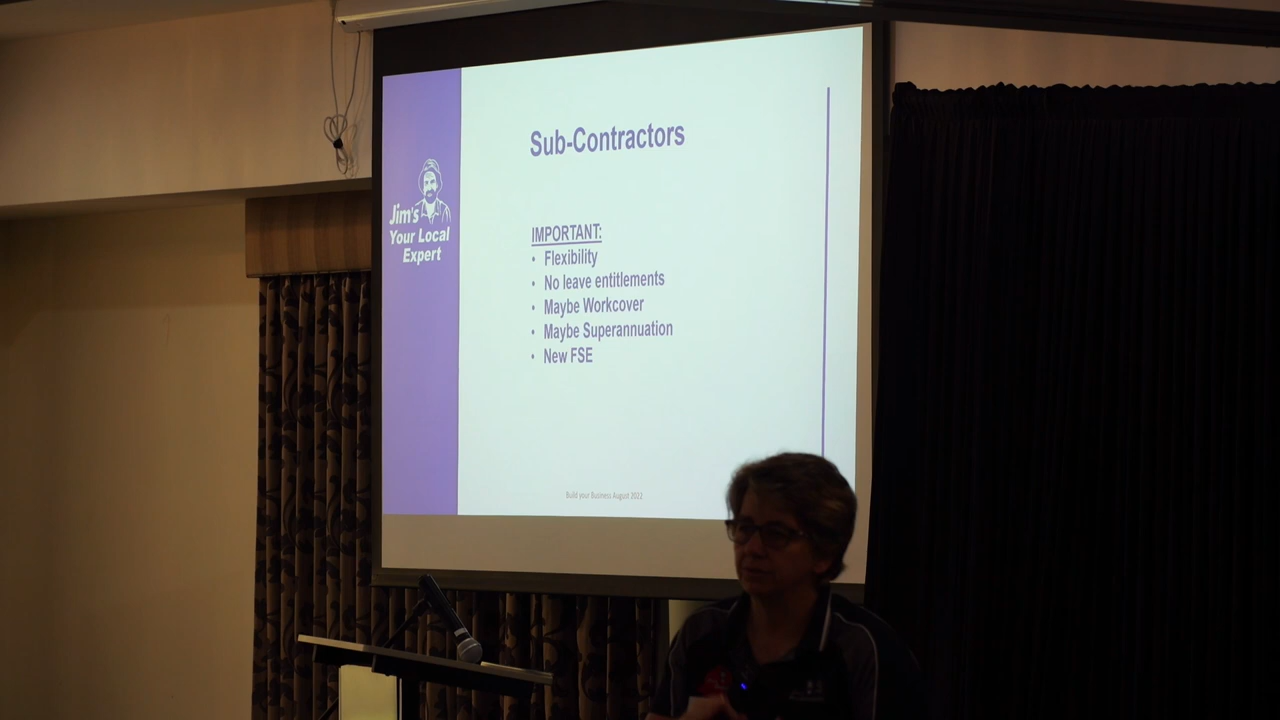 Sub-Contractors
Jim's
Your Local
Expert
IMPORTANT:
• Flexibility
• No leave entitlements
• Maybe Workcover
• Maybe Superannuation
• New FSE
Build your Business August 2022